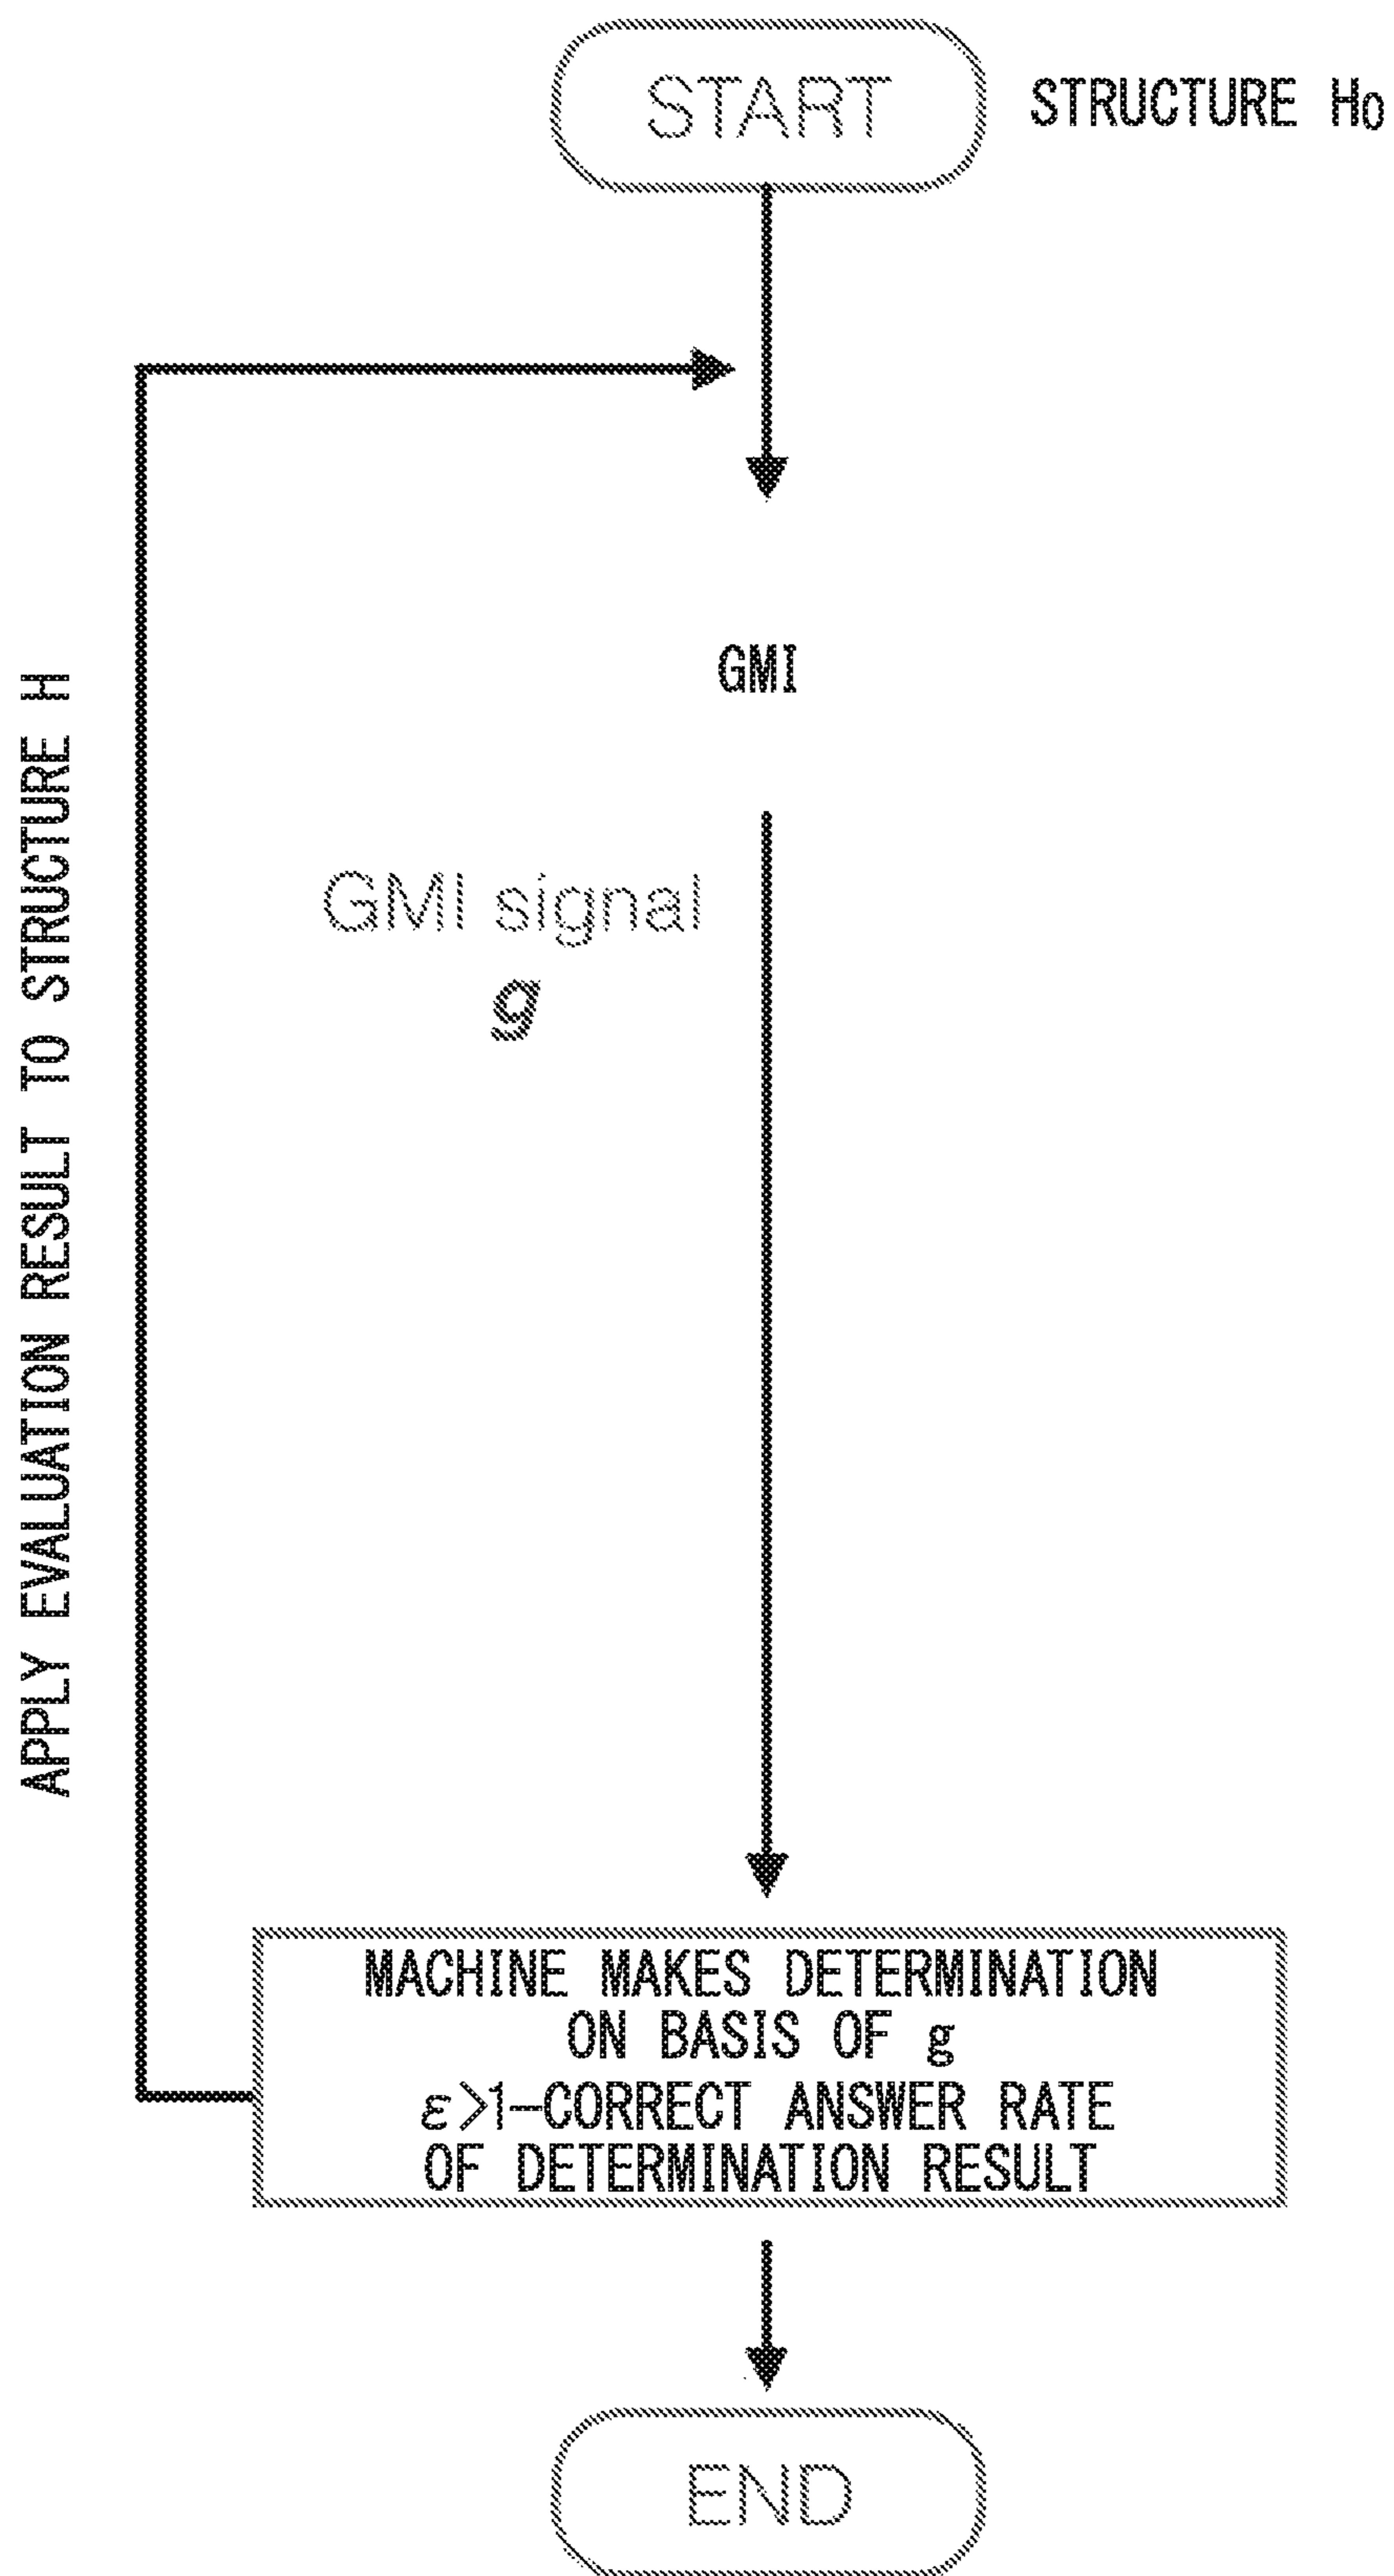 START
STRUCTURE H0
GMI
GMI signal
g
APPLY EVALUATION RESULT TO STRUCTURE H
MACHINE MAKES DETERMINATION
ON BASIS OF g
ε>1-CORRECT ANSWER RATE
OF DETERMINATION RESULT
END